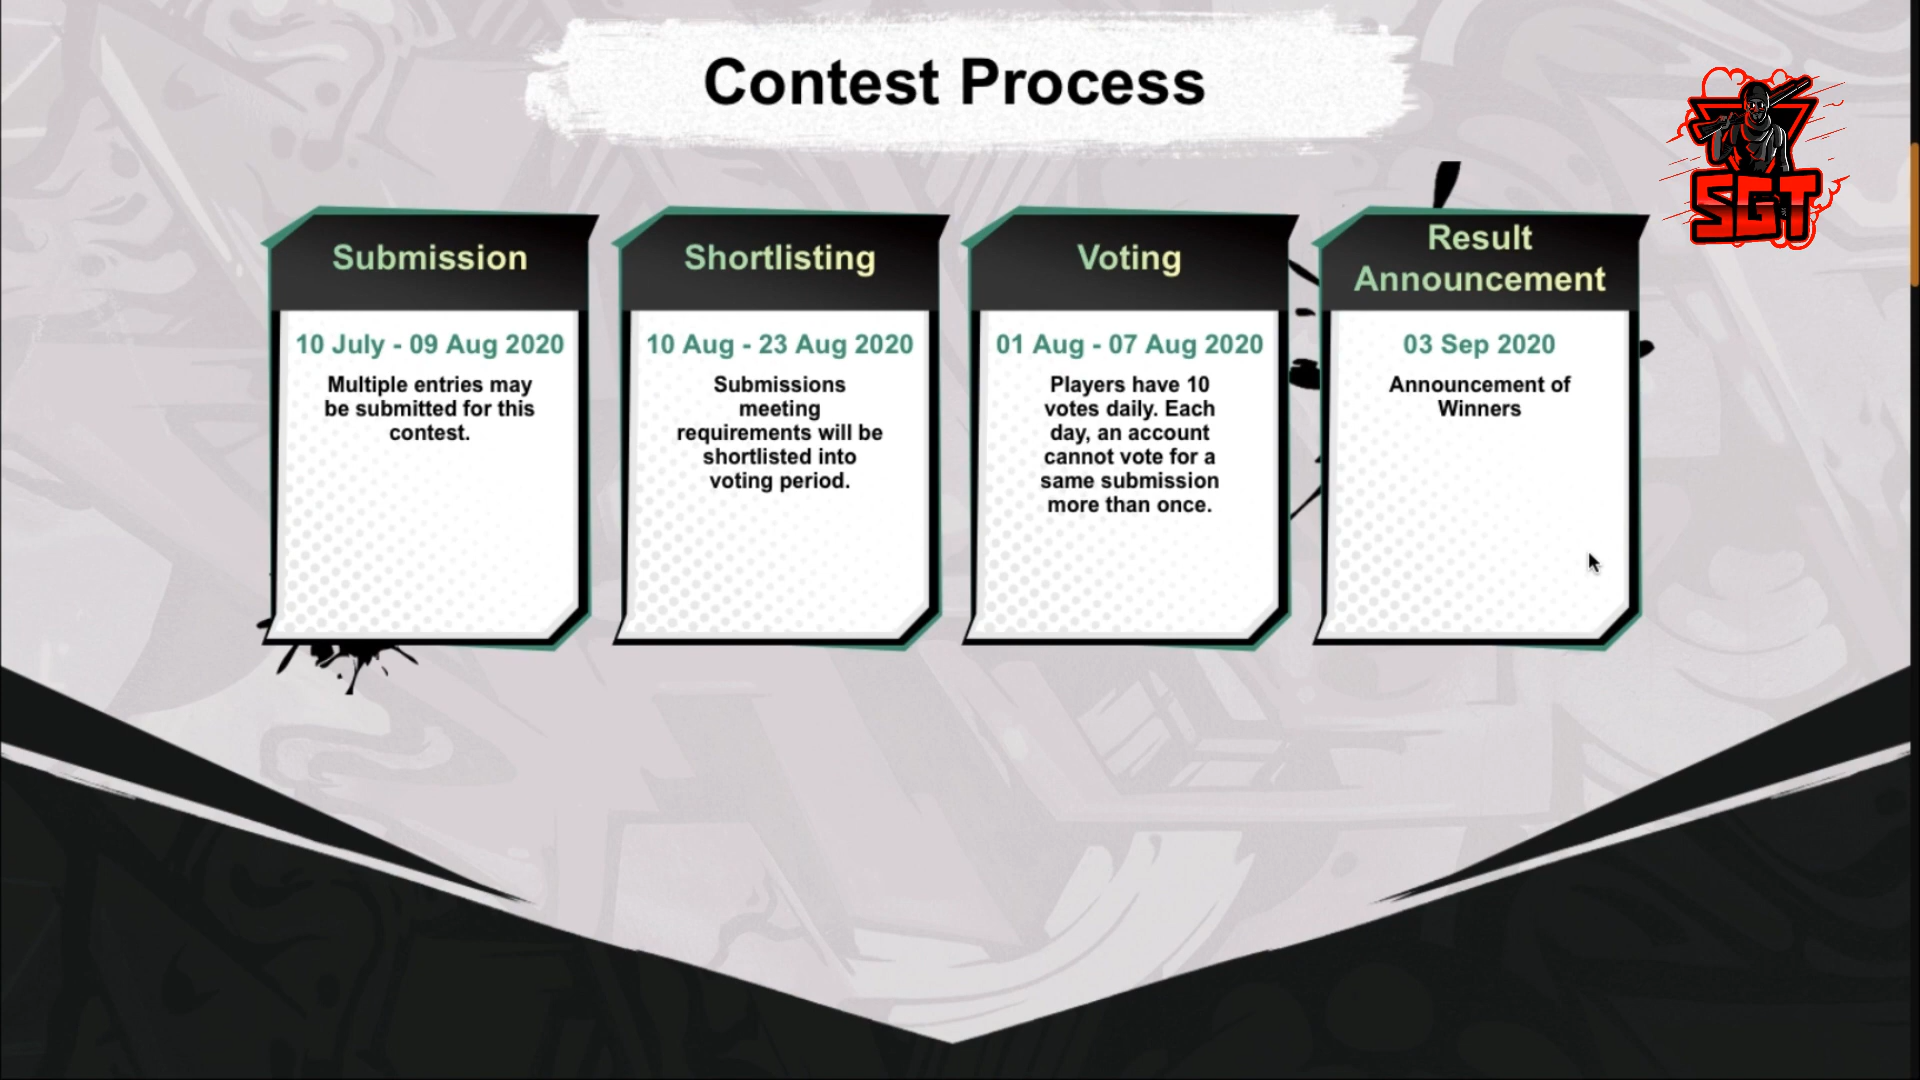 Contest Process
SGT
Submission
10 July - 09 Aug 2020
Multiple entries may
be submitted for this
contest.
Shortlisting
10 Aug - 23 Aug 2020
Submissions
meeting
requirements will be
shortlisted into
voting period.
Voting
01 Aug - 07 Aug 2020
Players have 10
votes daily. Each
day, an account
cannot vote for a
same submission
more than once.
Result
Announcement
03 Sep 2020
Announcement of
Winners